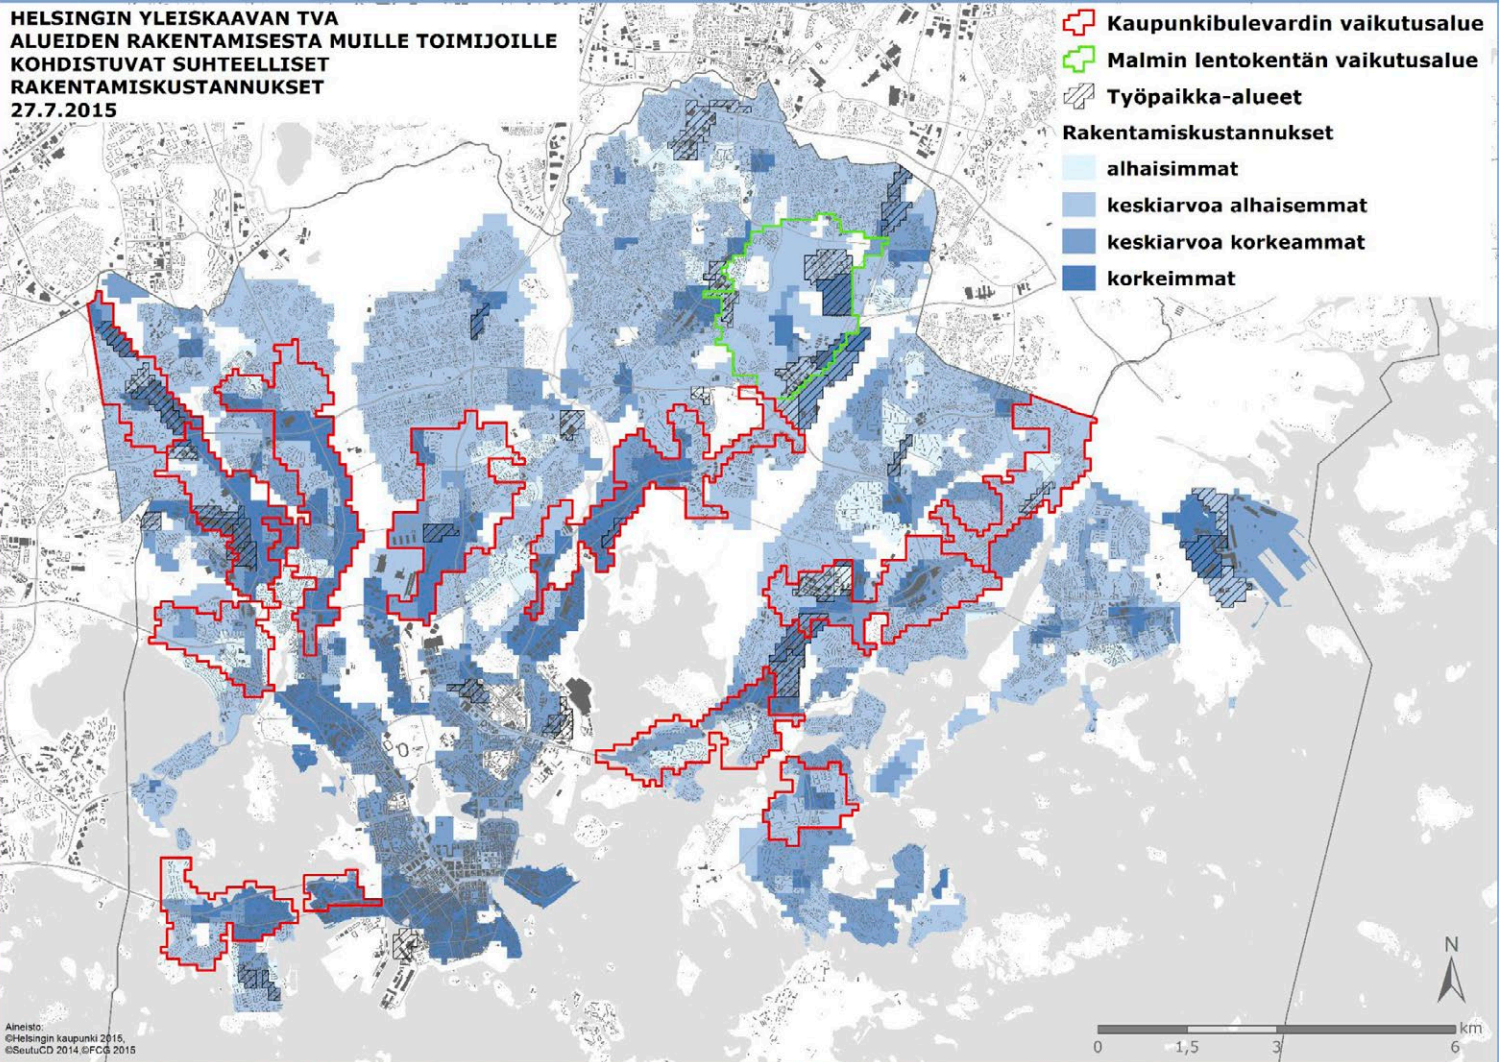 HELSINGIN YLEISKAAVAN TVA
ALUEIDEN RAKENTAMISESTA MUILLE TOIMIJOILLE
KOHDISTUVAT SUHTEELLISET
RAKENTAMISKUSTANNUKSET
27.7.2015
Kaupunkibulevardin vaikutusalue
Malmin lentokentän vaikutusalue
Työpaikka-alueet
Rakentamiskustannukset
alhaisimmat
keskiarvoa alhaisemmat
keskiarvoa korkeammat
korkeimmat
N
km
0 1,5 3 6
Aineisto:
©Helsingin kaupunki 2015,
©SeutuCD 2014,©FCG 2015